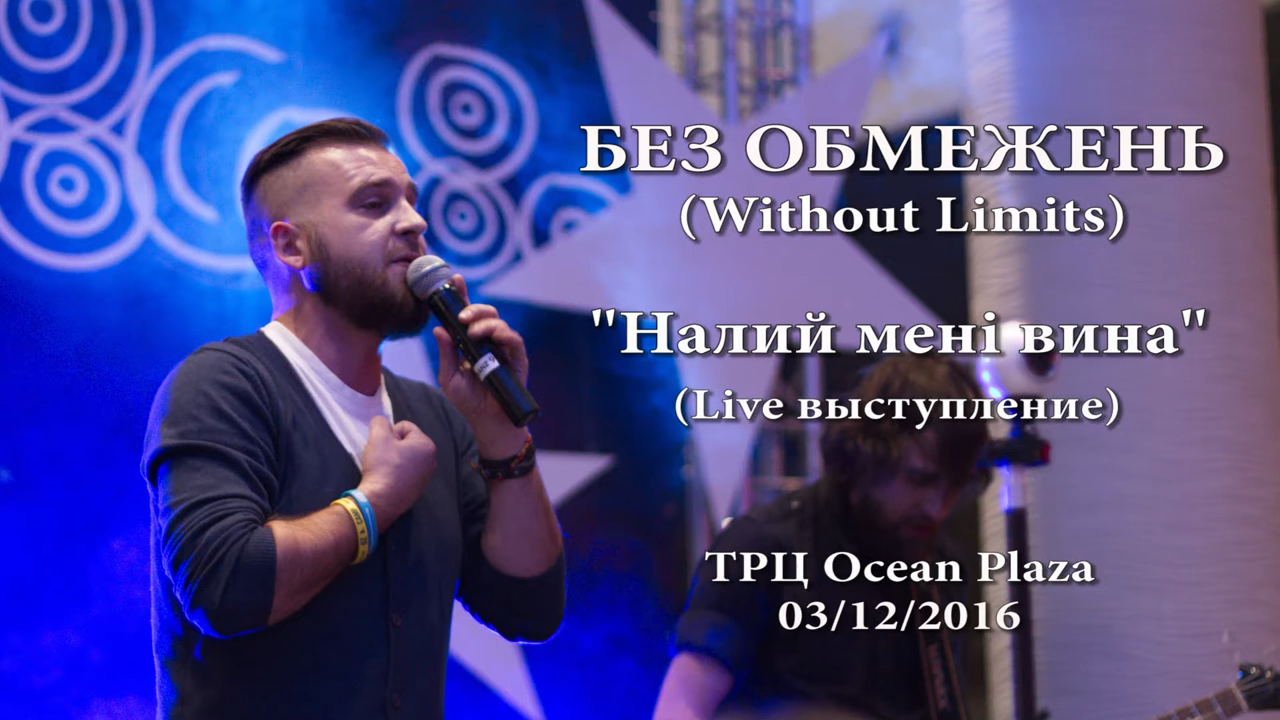 БЕЗ ОБМЕЖЕНЬ
(Without Limits)
"Налий мені вина"
(Live выступление)
ТРЦ Ocean Plaza
03/12/2016